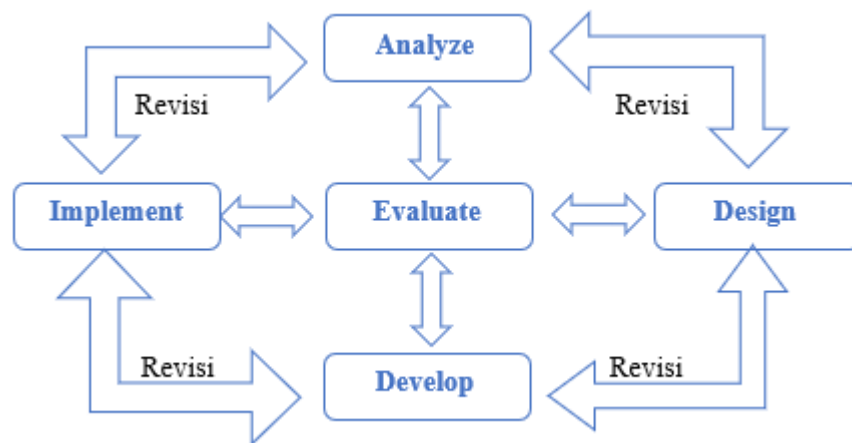 Analyze
Revisi
Revisi
Implement
Evaluate
Design
Revisi
Revisi
Develop